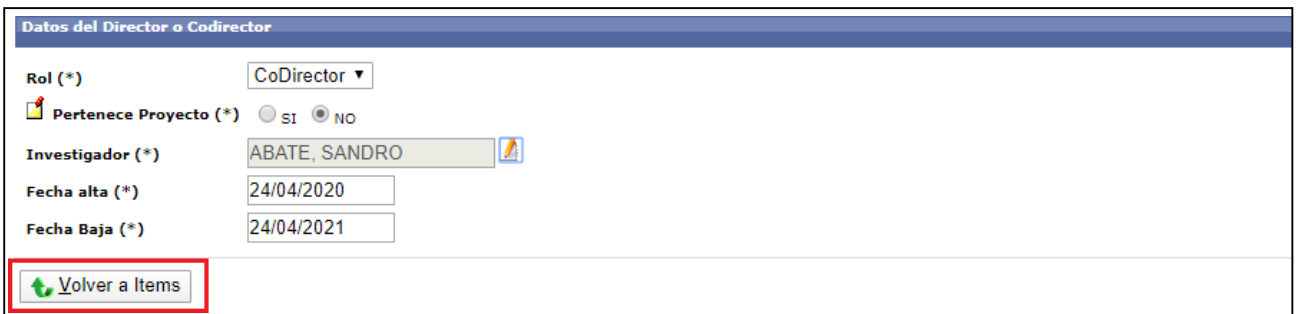 Datos del Director o Codirector
Rol (*) CoDirector
Pertenece Proyecto (*) SI NO
Investigador (*) ABATE, SANDRO
Fecha alta (*) 24/04/2020
Fecha Baja (*) 24/04/2021
Volver a Items